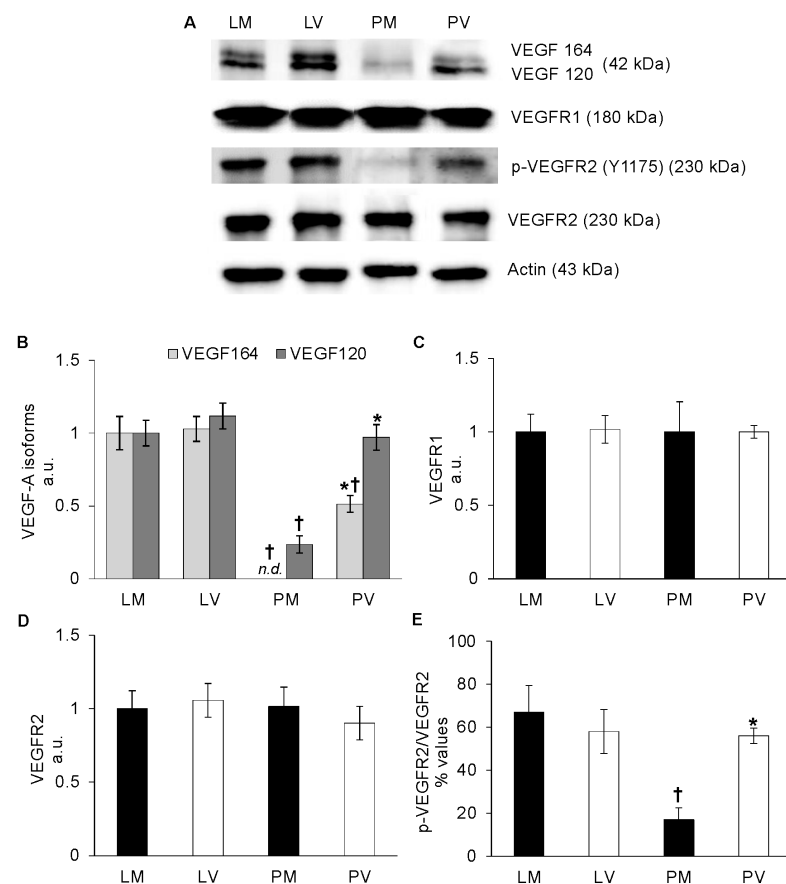 A LM LV PM PV
VEGF 164
VEGF 120 (42 kDa)
VEGFR1 (180 kDa)
p-VEGFR2 (Y1175) (230 kDa)
VEGFR2 (230 kDa)
Actin (43 kDa)
B
VEGF164 VEGF120
VEGF-A isoforms
a.u.
1.5
1
0.5
0
† n.d.
†
*†
*
LM LV PM PV
C
VEGFR1
a.u.
1.5
1
0.5
0
LM LV PM PV
D
VEGFR2
a.u.
1.5
1
0.5
0
LM LV PM PV
E
p-VEGFR2/VEGFR2
% values
100
80
60
40
20
0
†
*
LM LV PM PV